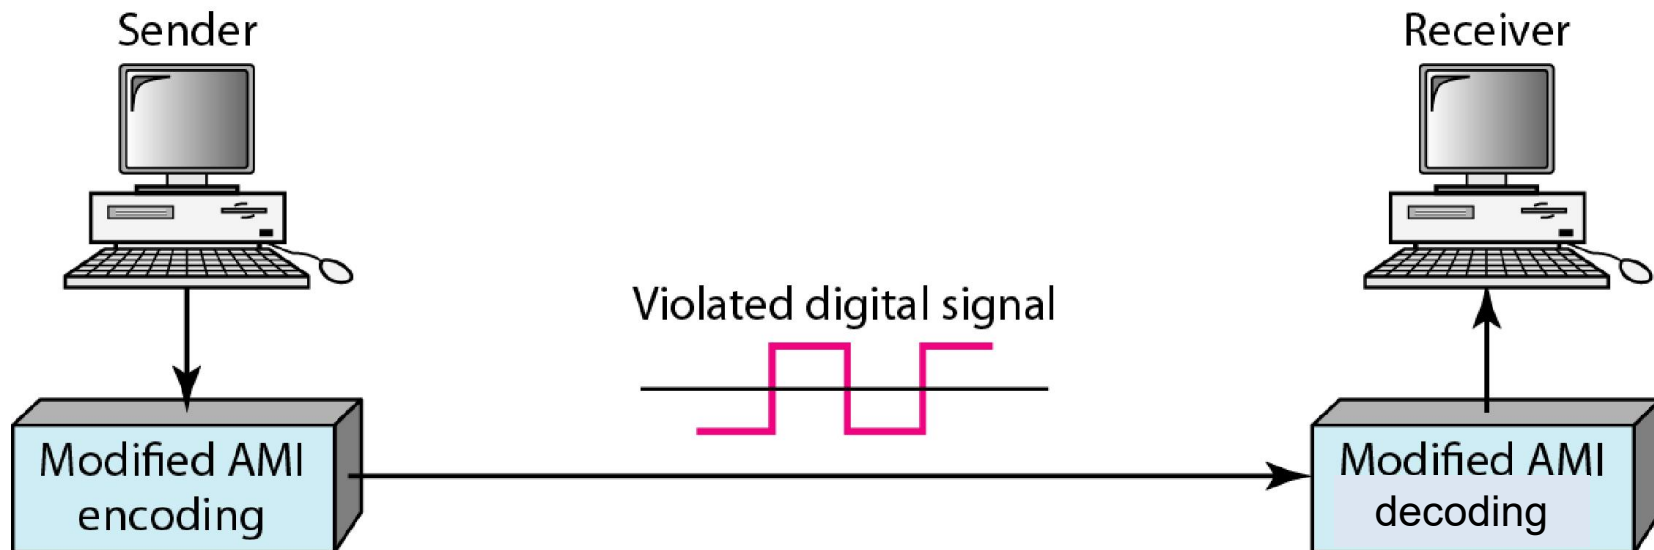 Sender
Receiver
Violated digital signal
Modified AMI
encoding
Modified AMI
decoding